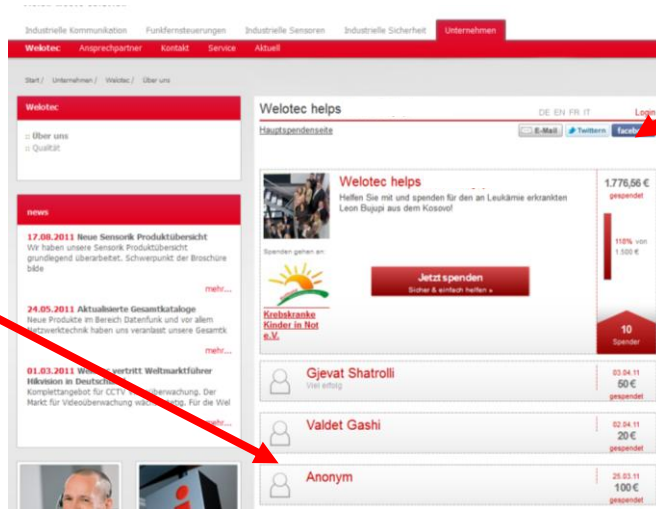 Industrielle Kommunikation Funkfernsteuerungen Industrielle Sensoren Industrielle Sicherheit Unternehmen
Welotec Ansprechpartner Kontakt Service Aktuell
Start / Unternehmen / Welotec / Über uns
Welotec
:: Über uns
:: Qualität
news
17.08.2011 Neue Sensorik Produktübersicht
Wir haben unsere Sensorik Produktübersicht
grundlegend überarbeitet. Schwerpunkt der Broschüre
bilde
mehr...
24.05.2011 Aktualisierte Gesamtkataloge
Neue Produkte im Bereich Datenfunk und vor allem
Netzwerktechnik haben uns veranlasst unsere Gesamtk
mehr...
01.03.2011 vertritt Weltmarktführer
Hikvision in
Komplettangebot für CCTV Der
Markt für Videoüberwachung Für die Wel
Welotec helps
DE EN FR IT Login
Hauptspendenseite
E-Mail Twittern
Welotec helps
Helfen Sie mit und spenden für den an Leukämie erkrankten
Leon Bujupi aus dem Kosovo!
Jetzt spenden
Sicher & einfach helfen »
Spenden gehen an
Krebskranke
Kinder in Not
e.V.
1.776,56 €
gespendet
118% von
1.500 €
10
Spender
Gjevat Shatrolli
Viel erfolg
03.04.11
50 €
gespendet
Valdet Gashi
02.04.11
20 €
gespendet
Anonym
25.03.11
100 €
gespendet